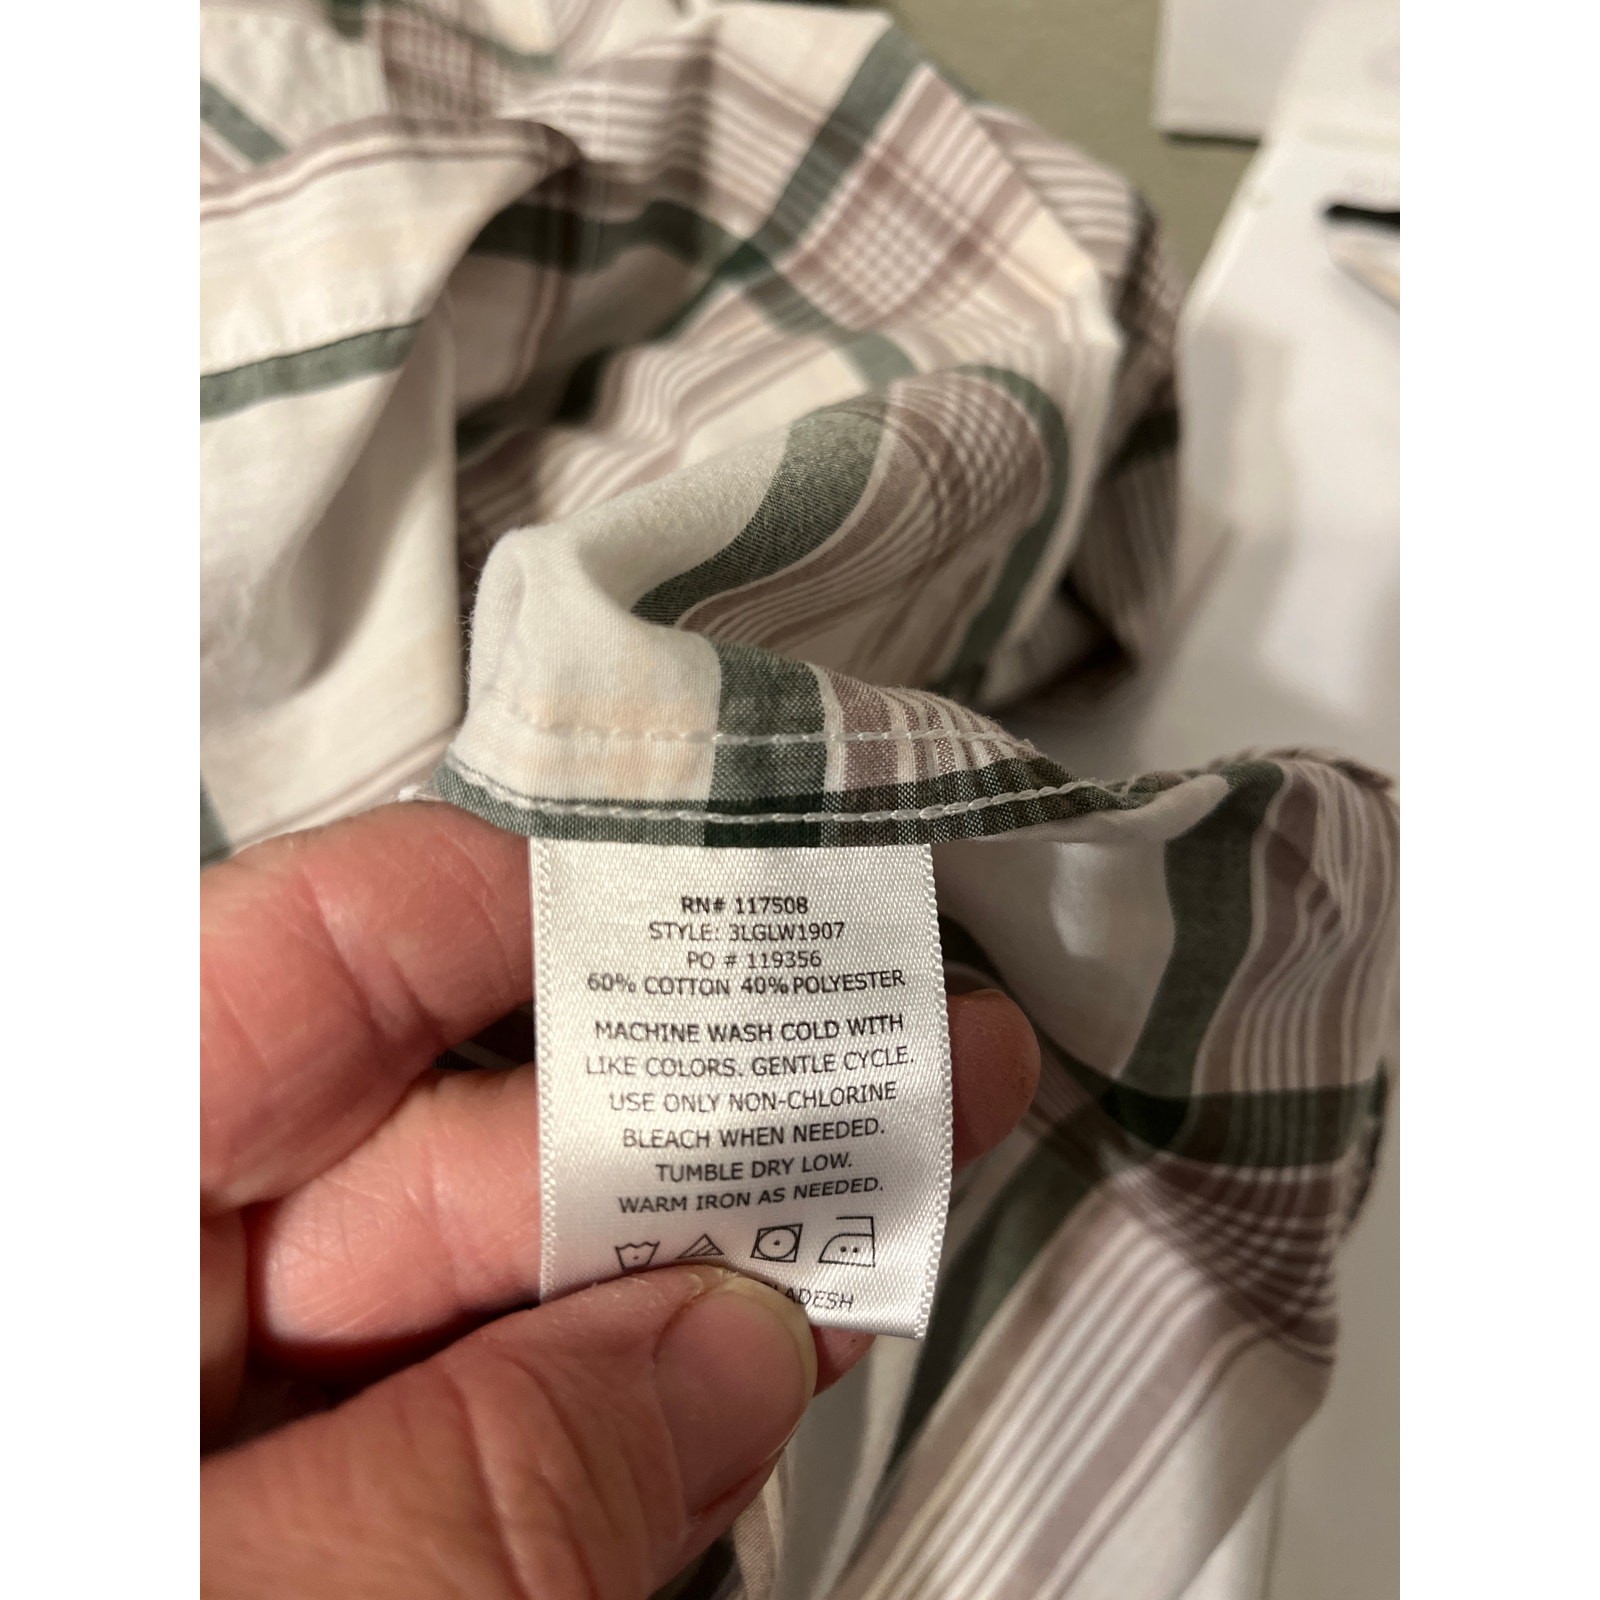 RN# 117508
STYLE: 3LGLW1907
PO # 119356
60% COTTON 40% POLYESTER
MACHINE WASH COLD WITH
LIKE COLORS. GENTLE CYCLE.
USE ONLY NON-CHLORINE
BLEACH WHEN NEEDED.
TUMBLE DRY LOW.
WARM IRON AS NEEDED.